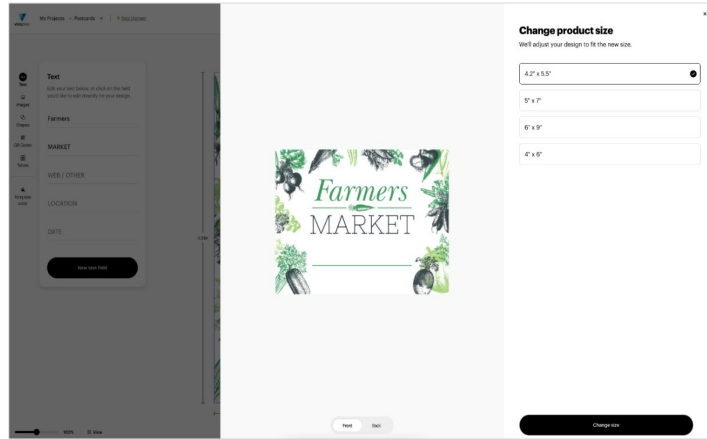 My Projects
Postcards
Save changes
Text
Images
Graphics
QR Codes
Tables
Template color
Text
Edit your text below, or click on the field
you'd like to edit directly on your design.
Farmers
MARKET
WEB / OTHER
LOCATION
DATE
New text field
100%
Farmers
MARKET
Front
Back
×
Change product size
We'll adjust your design to fit the new size.
4.2" x 5.5"
5" x 7"
6" x 9"
4" x 6"
Change size